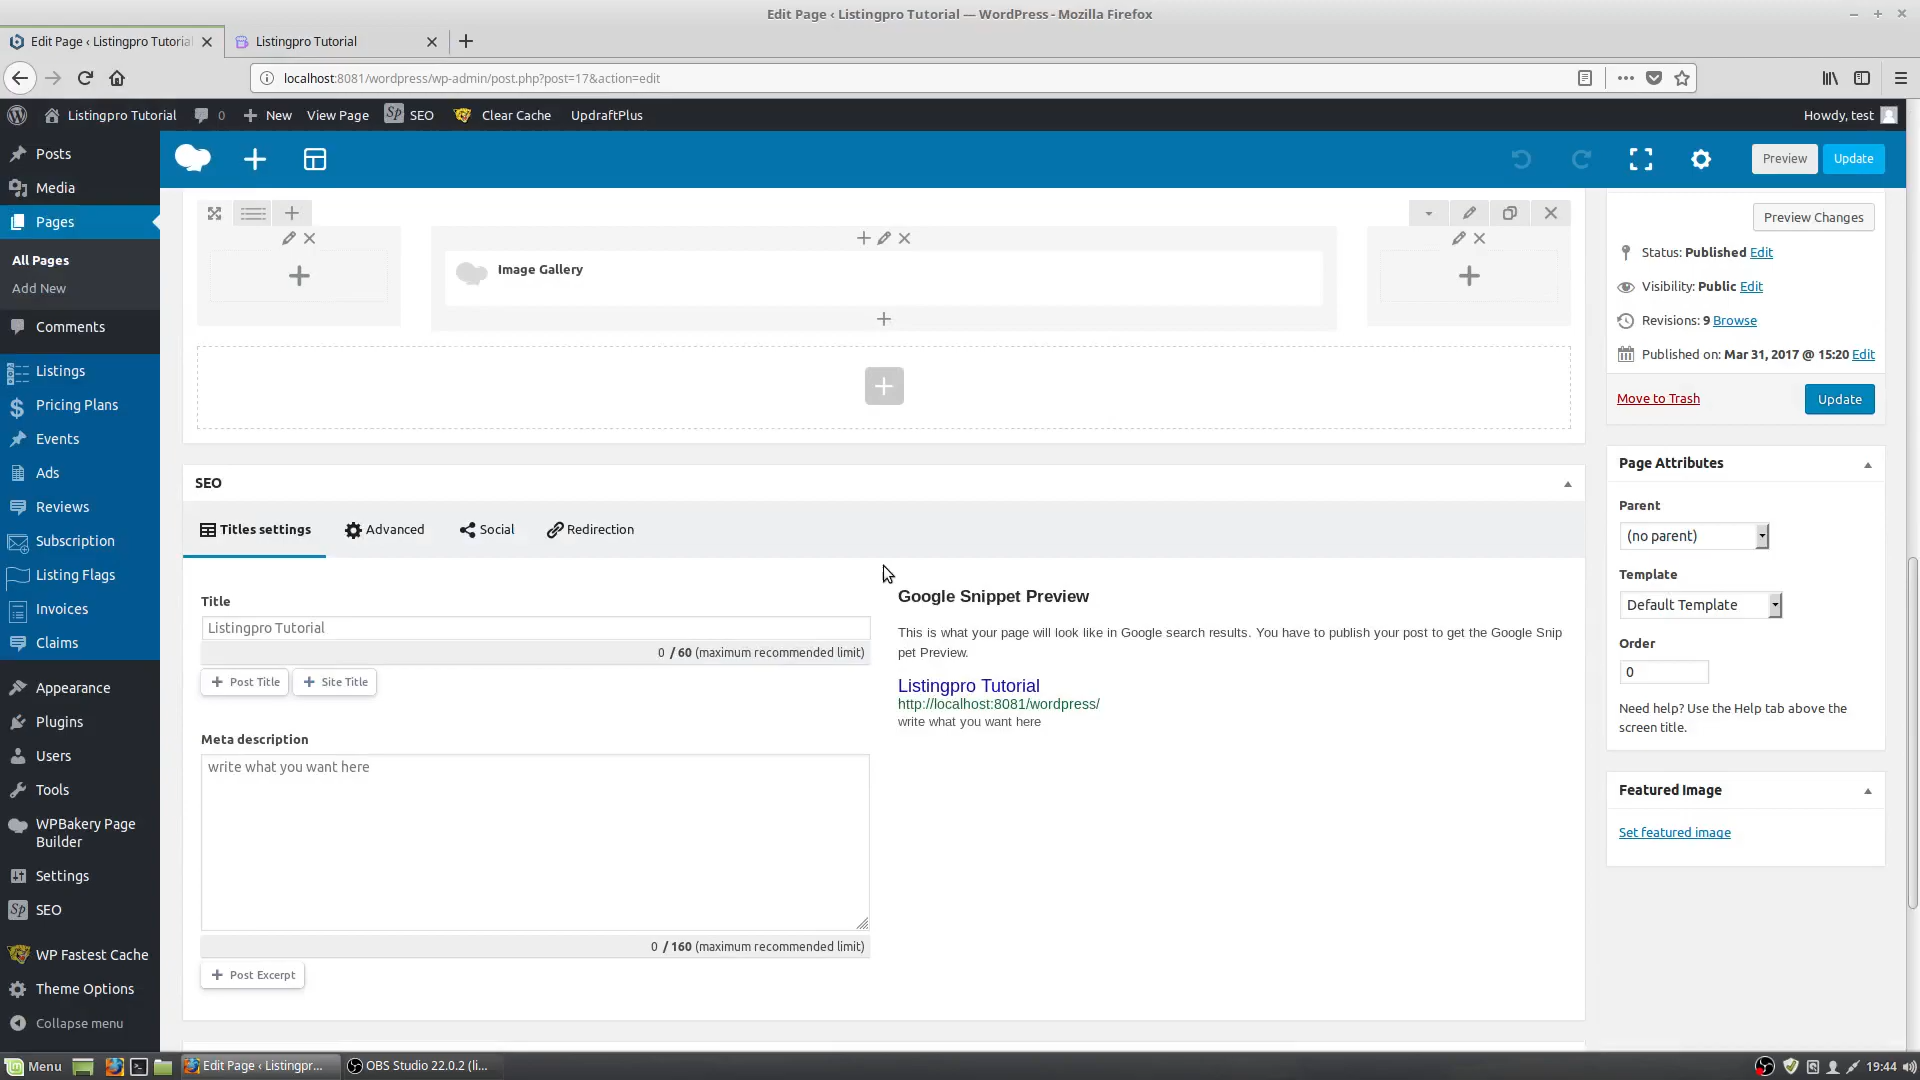 Edit Page ‹ Listingpro Tutorial — WordPress - Mozilla Firefox
Edit Page ‹ Listingpro Tutoria
Listingpro Tutorial
localhost:8081/wordpress/wp-admin/post.php?post=17&action=edit
Listingpro Tutorial
0
New
View Page
SEO
Clear Cache
UpdraftPlus
Howdy, test
Posts
Media
Pages
All Pages
Add New
Comments
Listings
Pricing Plans
Events
Ads
Reviews
Subscription
Listing Flags
Invoices
Claims
Appearance
Plugins
Users
Tools
WPBakery Page
Builder
Settings
SEO
WP Fastest Cache
Theme Options
Collapse menu
Preview
Update
Image Gallery
SEO
Titles settings
Advanced
Social
Redirection
Title
Listingpro Tutorial
0 / 60 (maximum recommended limit)
+ Post Title
+ Site Title
Meta description
write what you want here
0 / 160 (maximum recommended limit)
+ Post Excerpt
Google Snippet Preview
This is what your page will look like in Google search results. You have to publish your post to get the Google Snip
pet Preview.
Listingpro Tutorial
http://localhost:8081/wordpress/
write what you want here
Preview Changes
Status: Published Edit
Visibility: Public Edit
Revisions: 9 Browse
Published on: Mar 31, 2017 @ 15:20 Edit
Move to Trash
Update
Page Attributes
Parent
(no parent)
Template
Default Template
Order
0
Need help? Use the Help tab above the
screen title.
Featured Image
Set featured image
Menu
Edit Page ‹ Listingpr...
OBS Studio 22.0.2 (li...
19:44